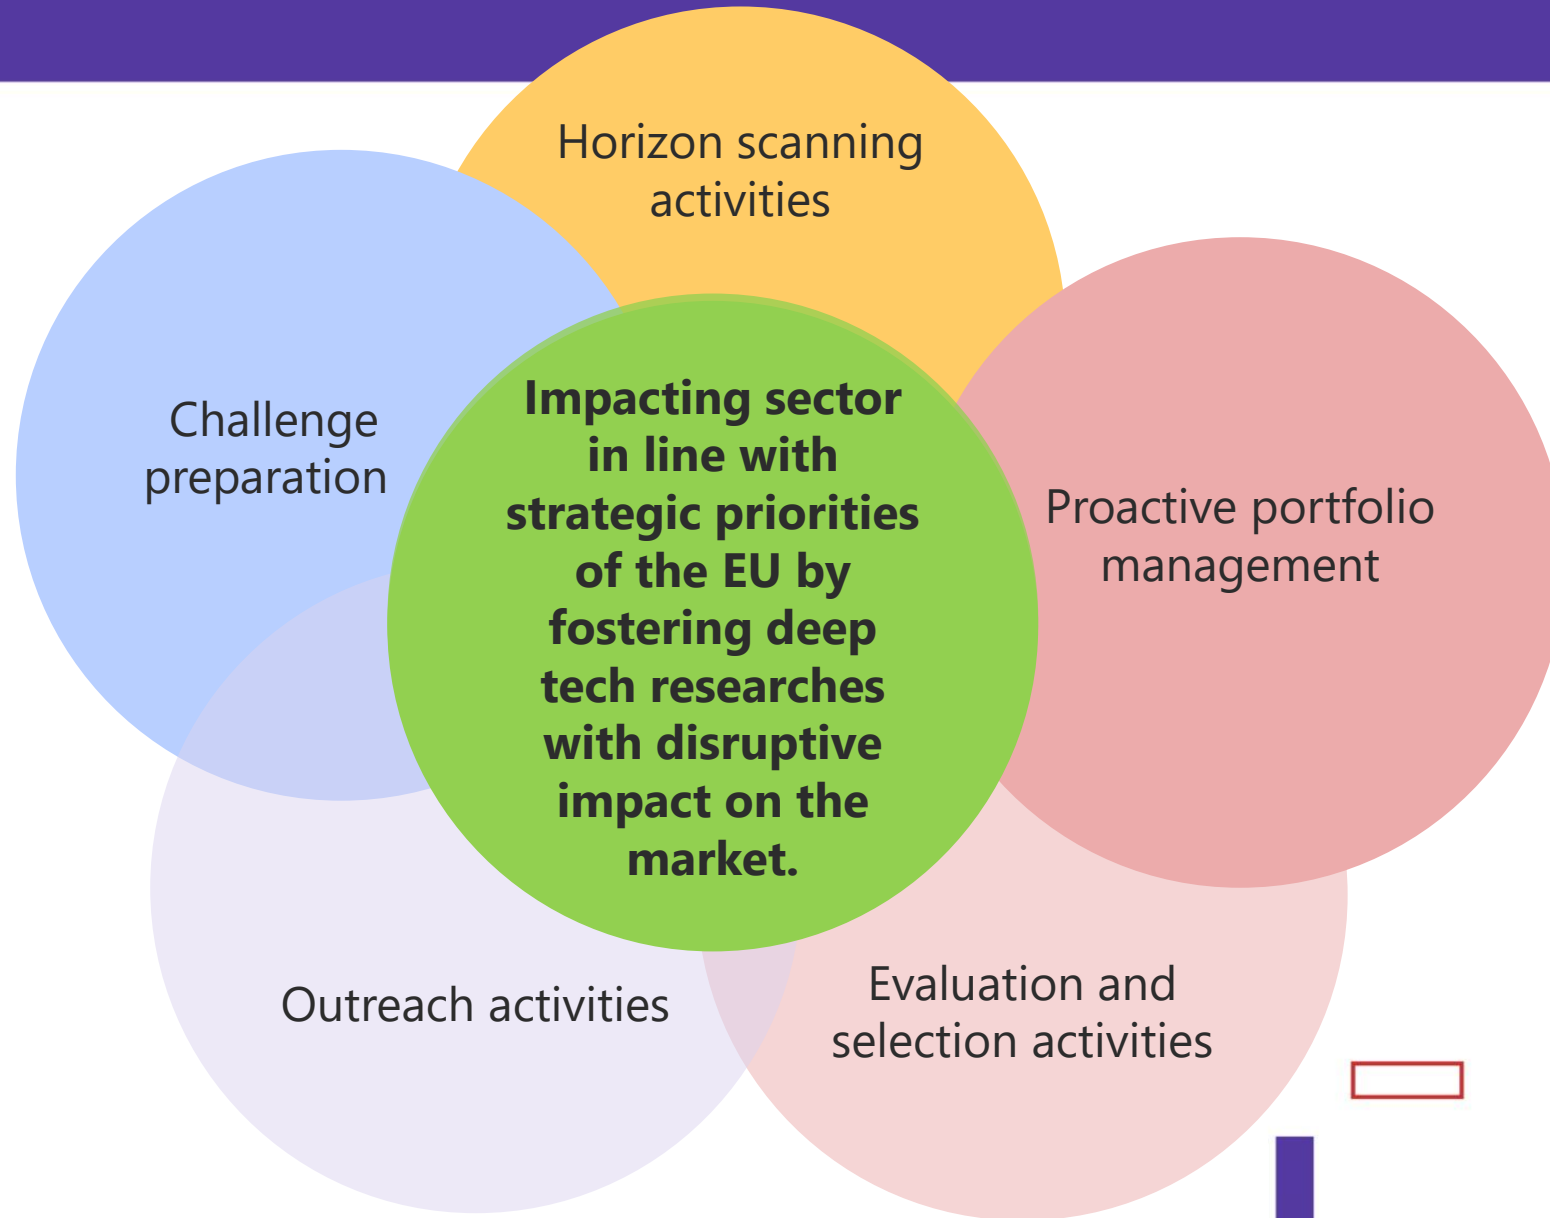 Horizon scanning
activities
Challenge
preparation
Impacting sector
in line with
strategic priorities
of the EU by
fostering deep
tech researches
with disruptive
impact on the
market.
Proactive portfolio
management
Outreach activities
Evaluation and
selection activities